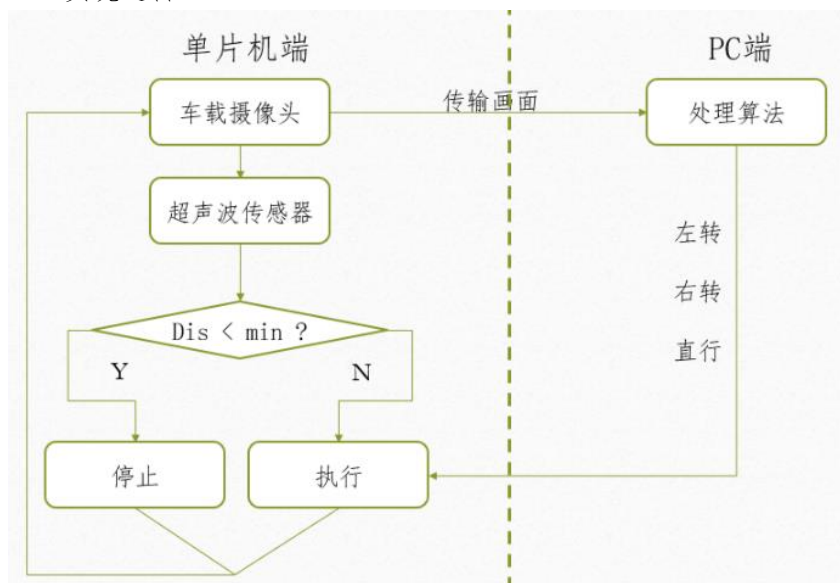 单片机端
PC端
车载摄像头
传输画面
处理算法
超声波传感器
左转
右转
直行
Dis < min ?
Y
N
停止
执行